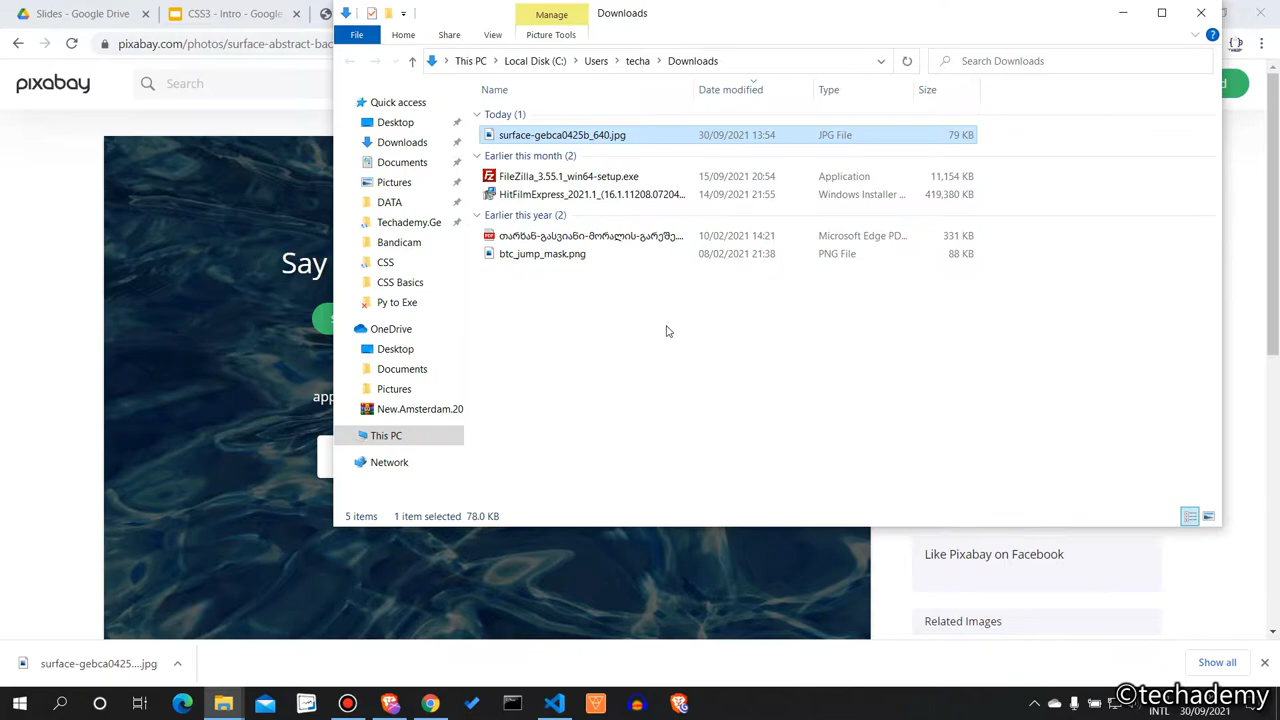 Slides - Google Drive
CSS3 - Intro - Google
Manage
Downloads
File
Home
Share
View
Picture Tools
pixabay.com/photos/surface-abstract-bac
This PC
Local Disk (C:)
Users
techa
Downloads
Search Downloads
pixabay
Search
Name
Date modified
Type
Size
Quick access
Today (1)
Desktop
surface-gebca0425b_640.jpg
30/09/2021 13:54
JPG File
79 KB
Downloads
Earlier this month (2)
Documents
FileZilla_3.55.1_win64-setup.exe
15/09/2021 20:54
Application
11,154 KB
Pictures
HitFilmExpress_2021.1_(16.1.11208.07204...
14/09/2021 21:55
Windows Installer ...
419,380 KB
DATA
Earlier this year (2)
Techademy.Ge
თარხან-გასვიანი-მორალის-გარეშე....
10/02/2021 14:21
Microsoft Edge PD...
331 KB
Bandicam
btc_jump_mask.png
08/02/2021 21:38
PNG File
88 KB
CSS
Say
CSS Basics
Py to Exe
OneDrive
Desktop
Documents
Pictures
app
New.Amsterdam.20
This PC
Network
5 items
1 item selected 78.0 KB
Like Pixabay on Facebook
Related Images
surface-gebca0425....jpg
Show all
©techademy
INTL
30/09/2021